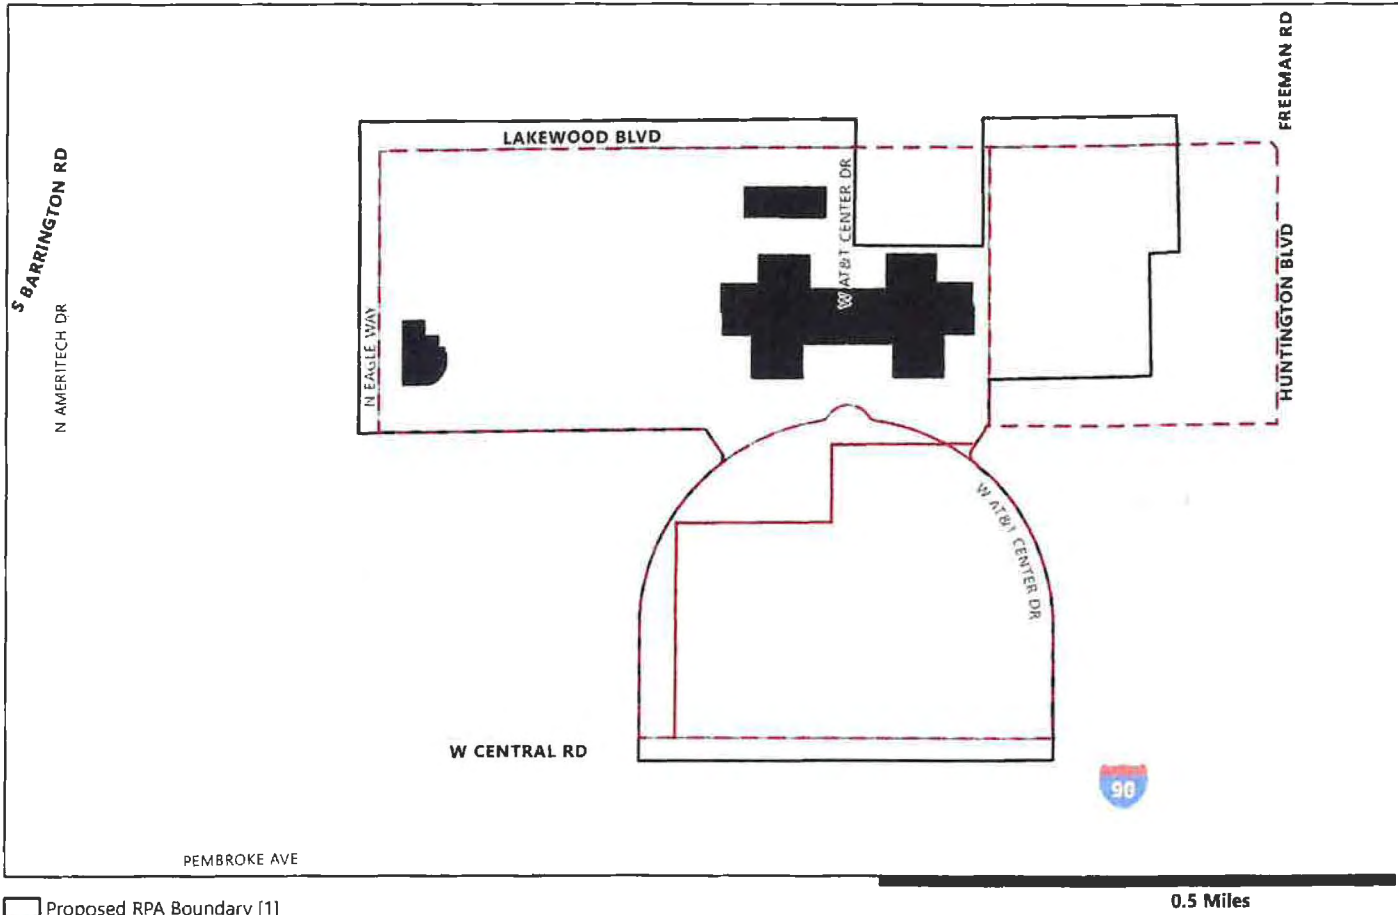 FREEMAN RD
LAKEWOOD BLVD
S BARRINGTON RD
W AT&T CENTER DR
HUNTINGTON BLVD
N AMERITECH DR
N EAGLE WAY
W AT&T CENTER DR
W CENTRAL RD
90
PEMBROKE AVE
0.5 Miles
Proposed RPA Boundary [1]